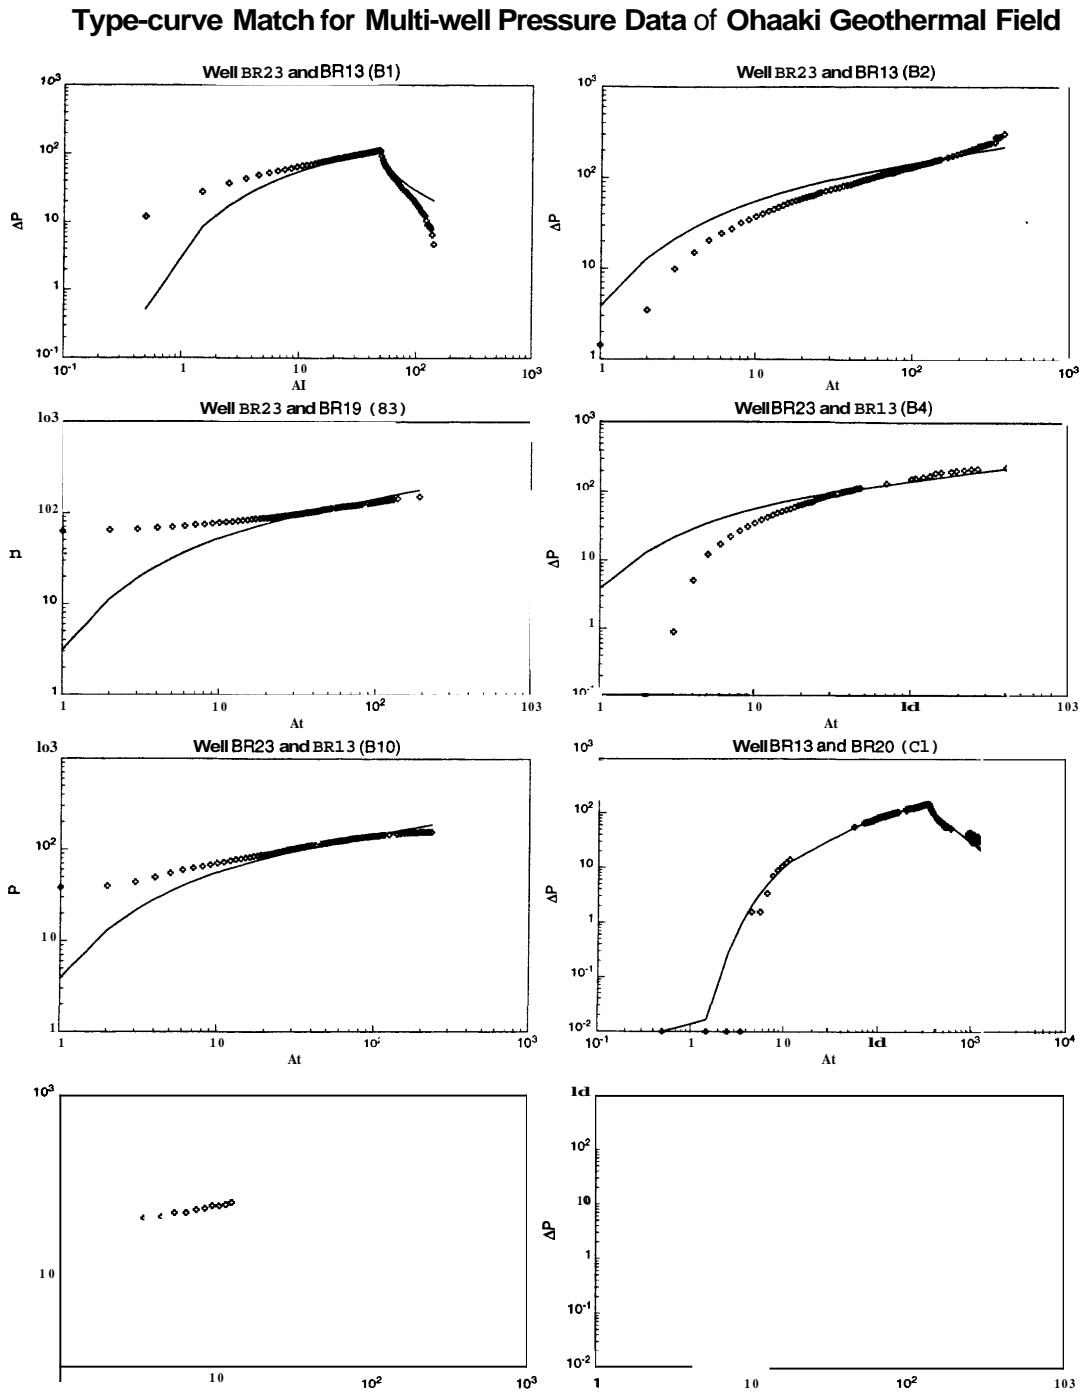 Type-curve Match for Multi-well Pressure Data of Ohaaki Geothermal Field
Well BR23 and BR13 (B1)
10³
10²
10
1
10⁻¹
ΔP
10⁻¹
1
10
10²
10³
AI
Well BR23 and BR13 (B2)
10³
10²
10
1
ΔP
1
10
10²
10³
At
Well BR23 and BR19 (83)
lo3
102
10
1
n
1
10
10²
103
At
Well BR23 and BR13 (B4)
10³
10²
10
1
10⁻¹
ΔP
1
10
ld
103
At
Well BR23 and BR13 (B10)
lo3
10²
10
1
P
1
10
10²
10³
At
Well BR13 and BR20 (C1)
10³
10²
10
1
10⁻¹
10⁻²
ΔP
10⁻¹
1
10
ld
10³
10⁴
At
10³
10
10
10²
10³
ld
10²
10
1
10⁻¹
10⁻²
ΔP
1
10
10²
103